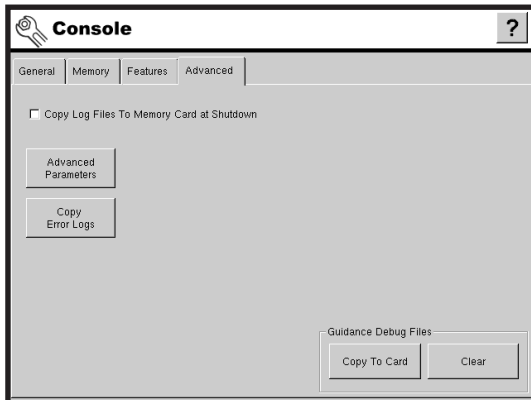 Console
?
General Memory Features Advanced
Copy Log Files To Memory Card at Shutdown
Advanced
Parameters
Copy
Error Logs
Guidance Debug Files
Copy To Card Clear